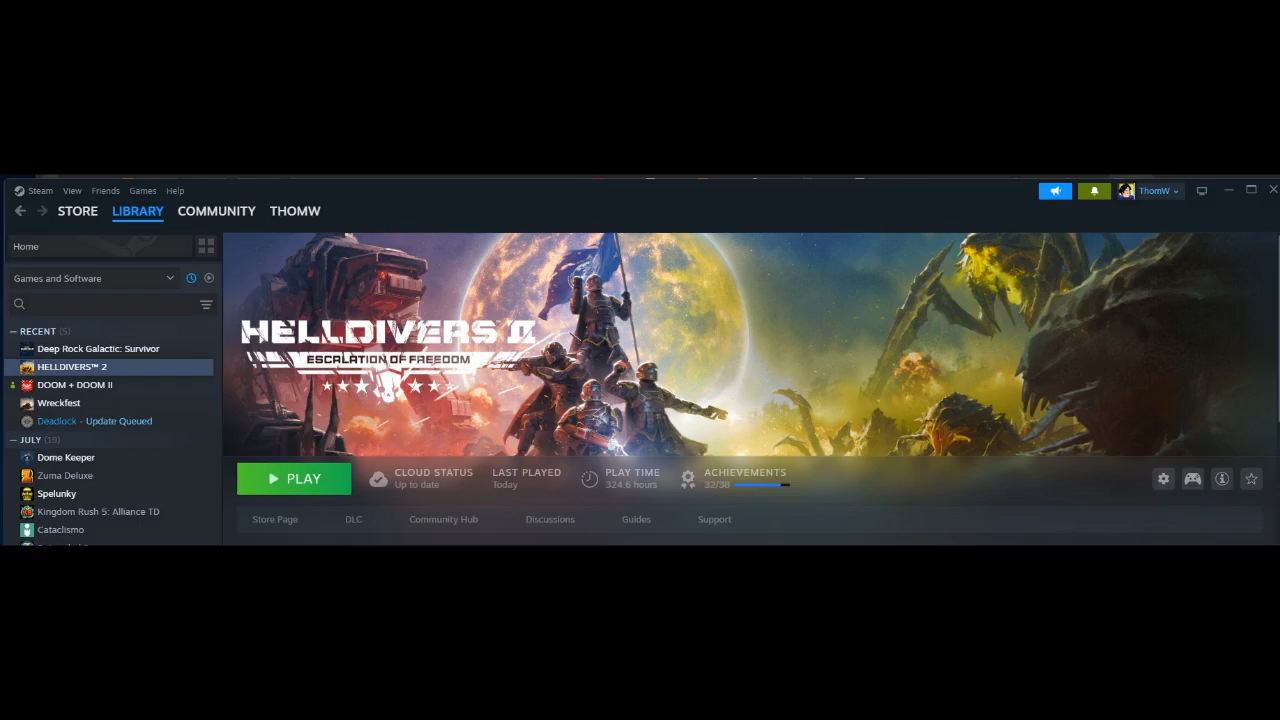 Steam View Friends Games Help
ThomW
STORE LIBRARY COMMUNITY THOMW
Home
Games and Software
RECENT (5)
Deep Rock Galactic: Survivor
HELLDIVERS™ 2
DOOM + DOOM II
Wreckfest
Deadlock - Update Queued
JULY (19)
Dome Keeper
Zuma Deluxe
Spelunky
Kingdom Rush 5: Alliance TD
Cataclismo
HELLDIVERS II
ESCALATION OF FREEDOM
PLAY
CLOUD STATUS
Up to date
LAST PLAYED
Today
PLAY TIME
324.6 hours
ACHIEVEMENTS
32/38
Store Page DLC Community Hub Discussions Guides Support